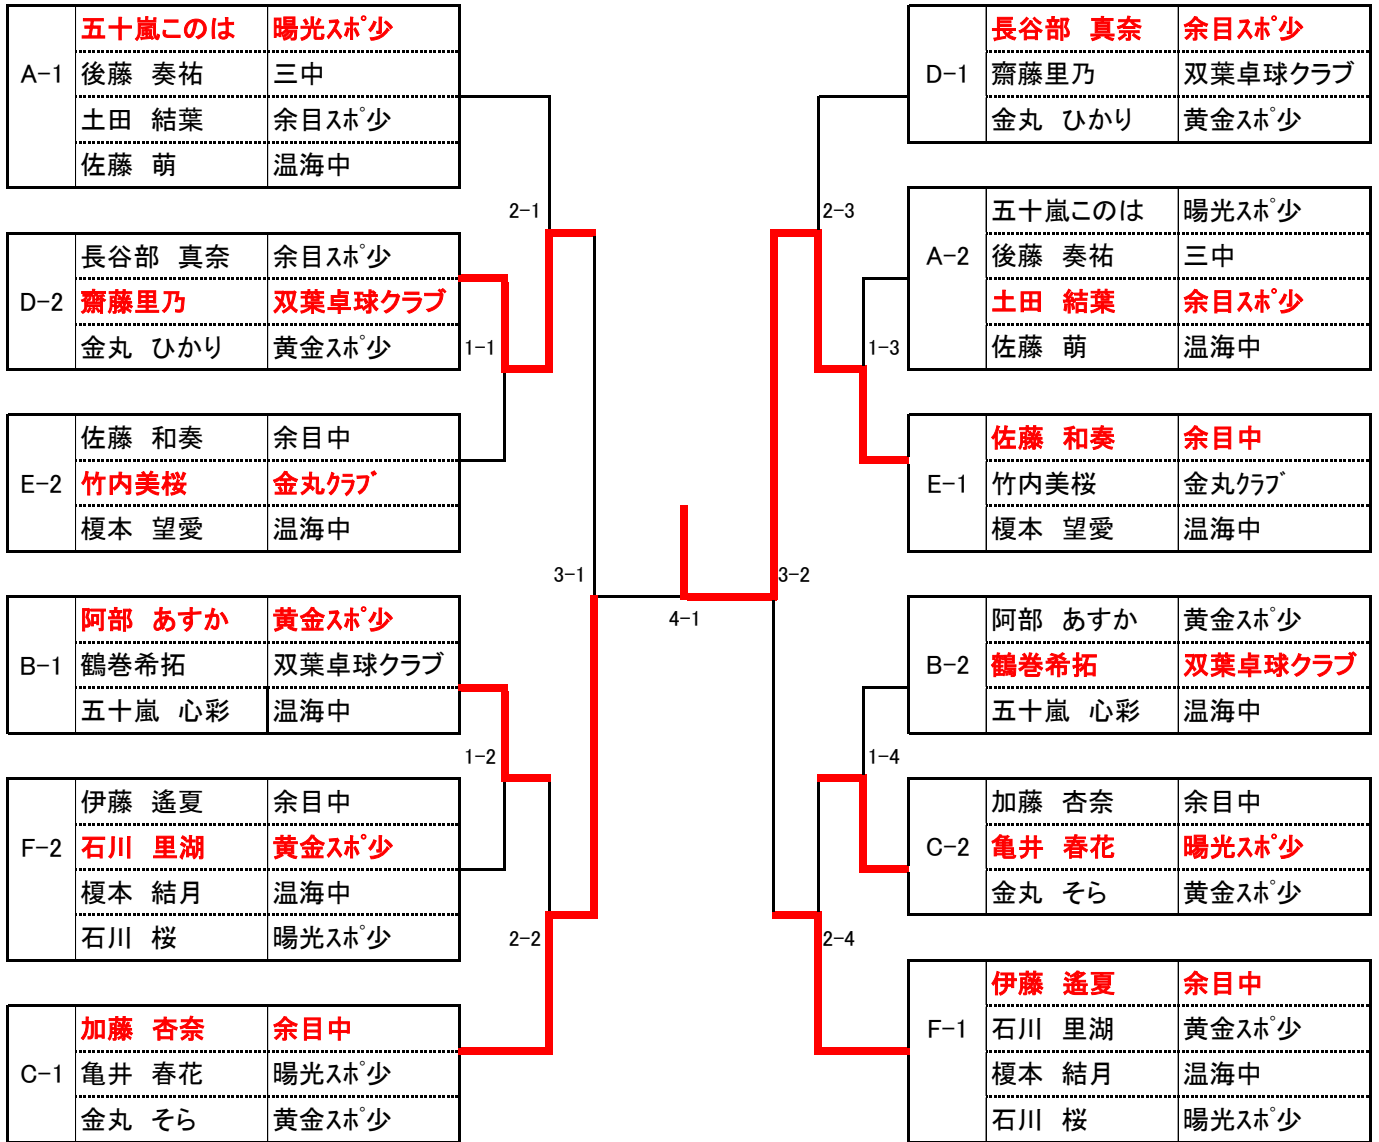 A-1
五十嵐このは 暘光スポ少
後藤 奏祐 三中
土田 結葉 余目スポ少
佐藤 萌 温海中
D-2
長谷部 真奈 余目スポ少
齋藤里乃 双葉卓球クラブ
金丸 ひかり 黄金スポ少
E-2
佐藤 和奏 余目中
竹内美桜 金丸クラブ
榎本 望愛 温海中
B-1
阿部 あすか 黄金スポ少
鶴巻希拓 双葉卓球クラブ
五十嵐 心彩 温海中
F-2
伊藤 遙夏 余目中
石川 里湖 黄金スポ少
榎本 結月 温海中
石川 桜 暘光スポ少
C-1
加藤 杏奈 余目中
亀井 春花 暘光スポ少
金丸 そら 黄金スポ少
2-1
1-1
3-1
1-2
2-2
4-1
2-3
1-3
3-2
1-4
2-4
D-1
長谷部 真奈 余目スポ少
齋藤里乃 双葉卓球クラブ
金丸 ひかり 黄金スポ少
A-2
五十嵐このは 暘光スポ少
後藤 奏祐 三中
土田 結葉 余目スポ少
佐藤 萌 温海中
E-1
佐藤 和奏 余目中
竹内美桜 金丸クラブ
榎本 望愛 温海中
B-2
阿部 あすか 黄金スポ少
鶴巻希拓 双葉卓球クラブ
五十嵐 心彩 温海中
C-2
加藤 杏奈 余目中
亀井 春花 暘光スポ少
金丸 そら 黄金スポ少
F-1
伊藤 遙夏 余目中
石川 里湖 黄金スポ少
榎本 結月 温海中
石川 桜 暘光スポ少